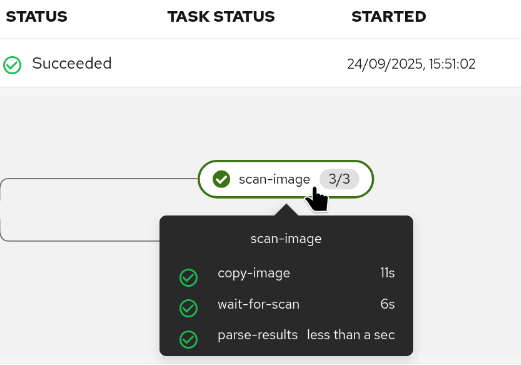 STATUS TASK STATUS STARTED
Succeeded 24/09/2025, 15:51:02
scan-image 3/3
scan-image
copy-image 11s
wait-for-scan 6s
parse-results less than a sec